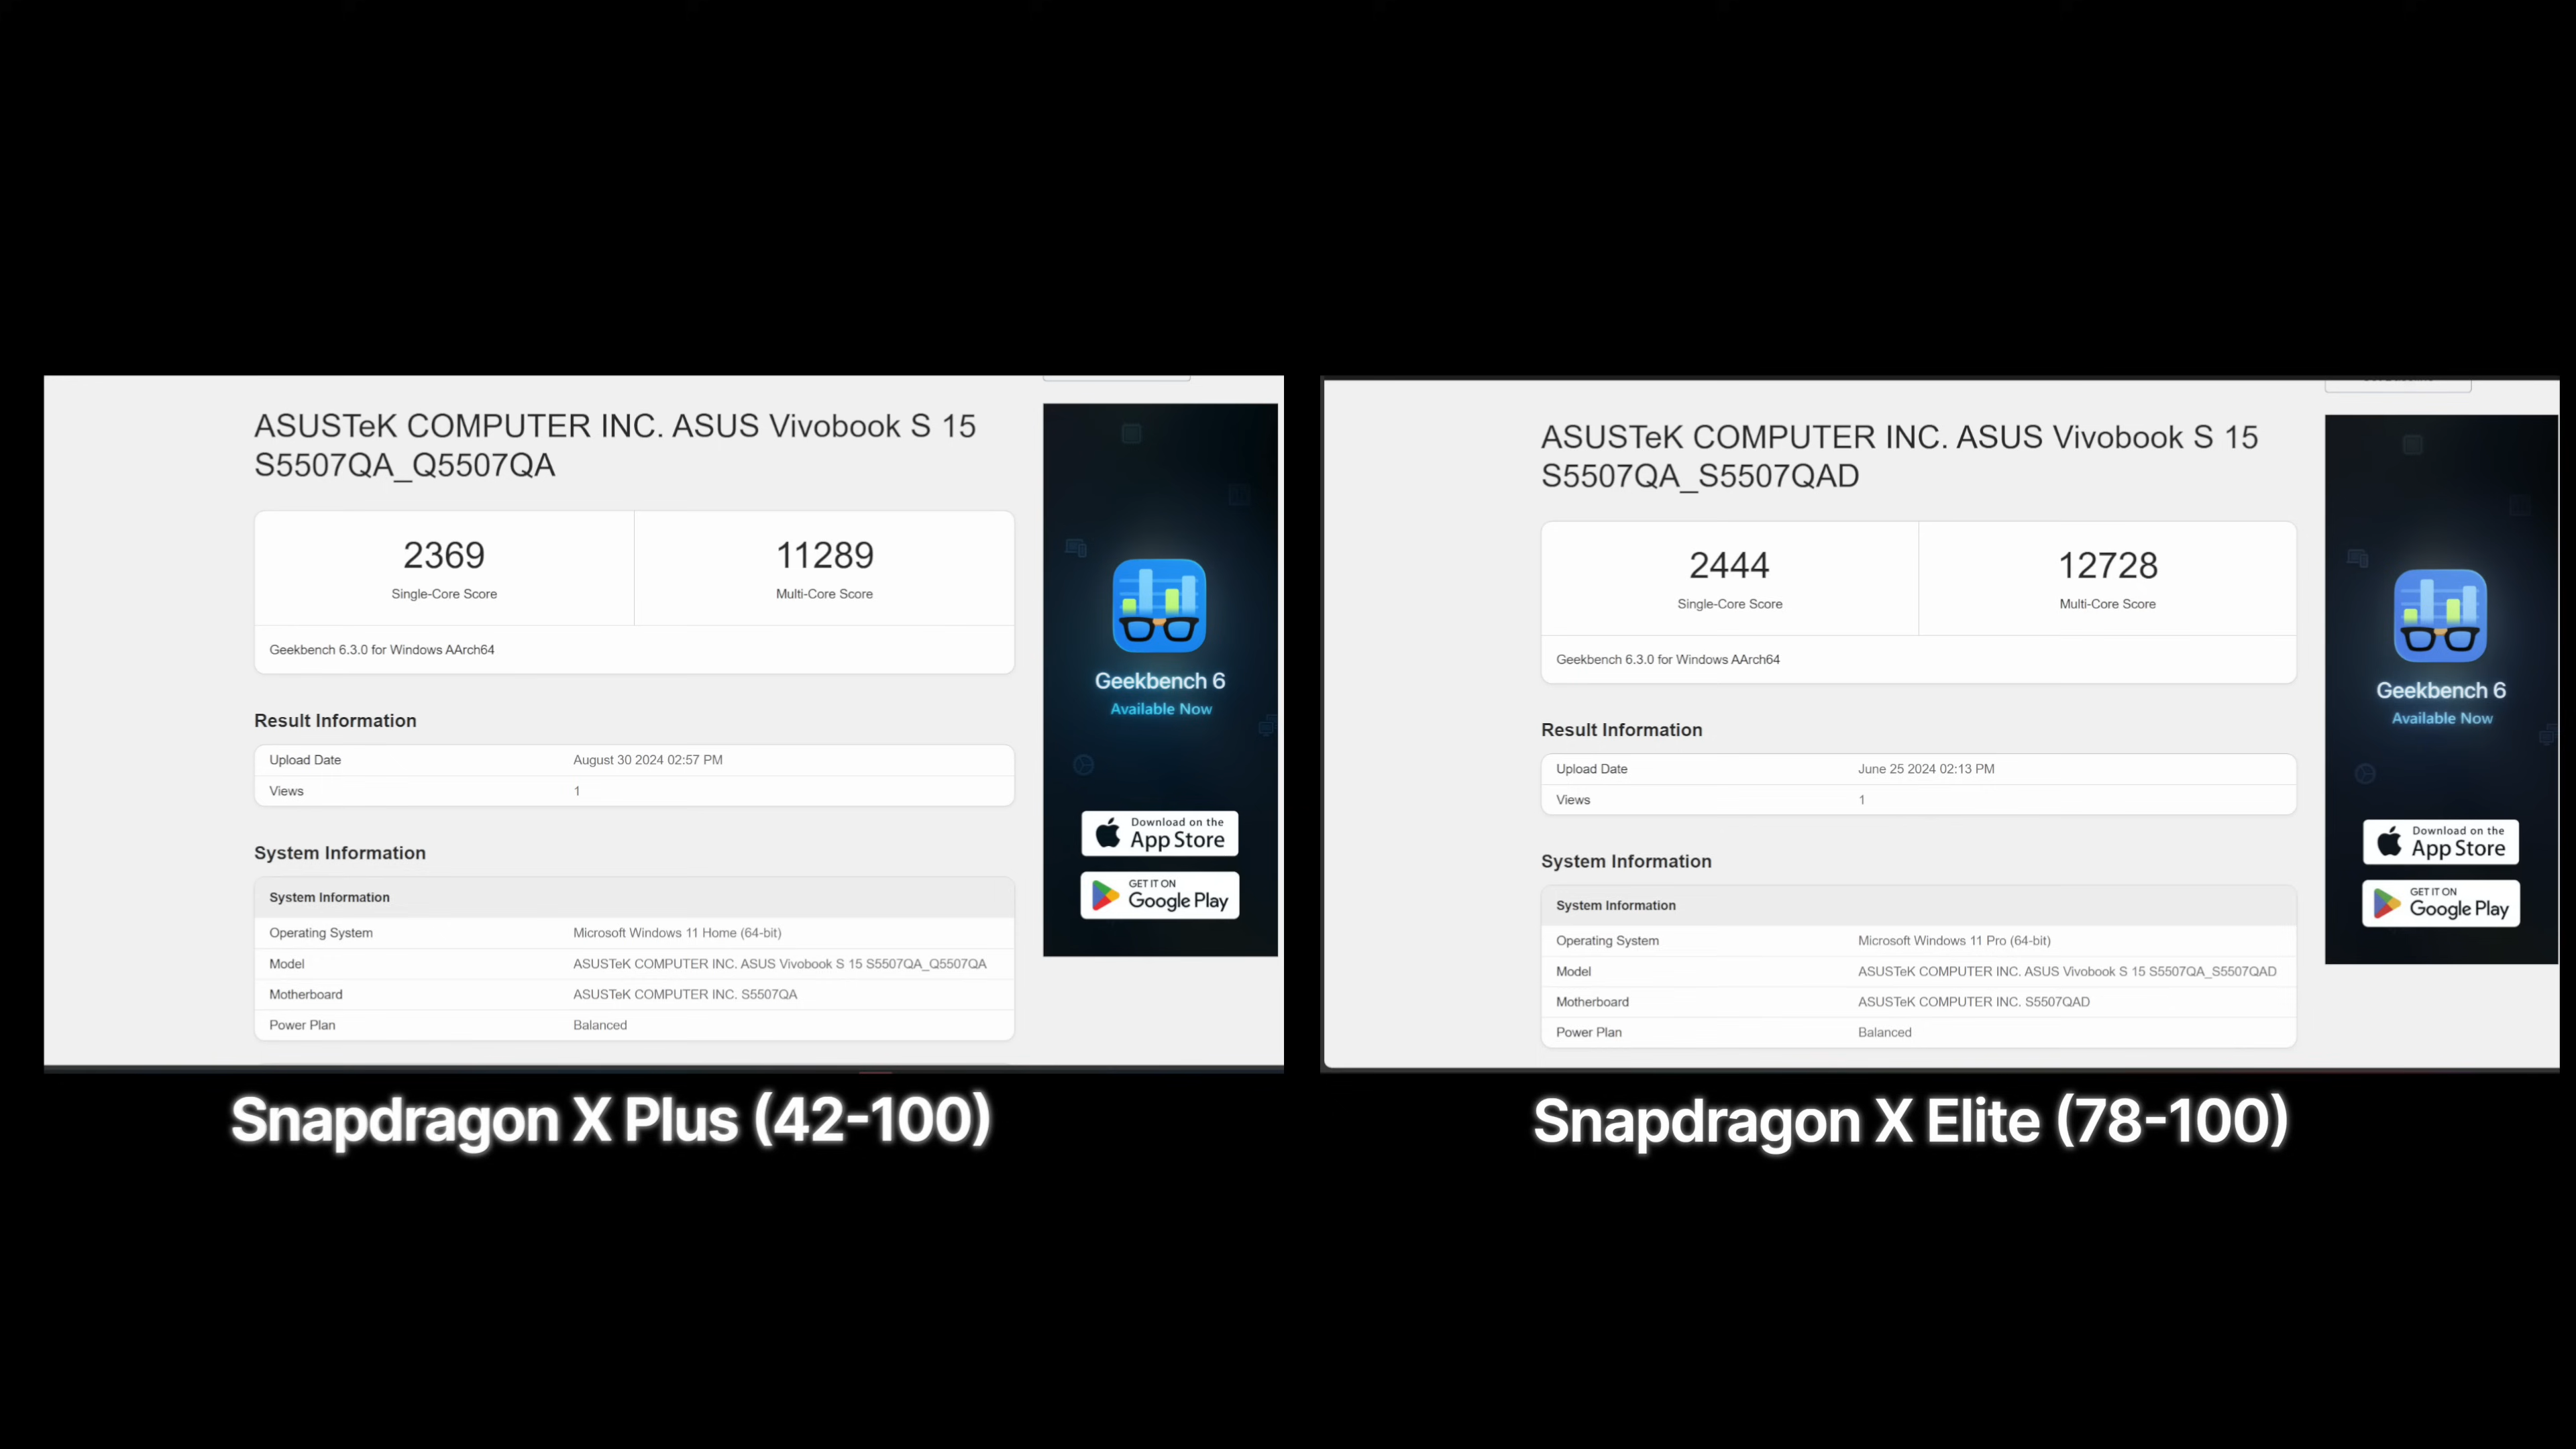 ASUSTeK COMPUTER INC. ASUS Vivobook S 15
S5507QA_Q5507QA
2369
Single-Core Score
11289
Multi-Core Score
Geekbench 6.3.0 for Windows AArch64
Result Information
Upload Date August 30 2024 02:57 PM
Views 1
System Information
System Information
Operating System Microsoft Windows 11 Home (64-bit)
Model ASUSTeK COMPUTER INC. ASUS Vivobook S 15 S5507QA_Q5507QA
Motherboard ASUSTeK COMPUTER INC. S5507QA
Power Plan Balanced
Geekbench 6
Available Now
Download on the
App Store
GET IT ON
Google Play
Snapdragon X Plus (42-100)
ASUSTeK COMPUTER INC. ASUS Vivobook S 15
S5507QA_S5507QAD
2444
Single-Core Score
12728
Multi-Core Score
Geekbench 6.3.0 for Windows AArch64
Result Information
Upload Date June 25 2024 02:13 PM
Views 1
System Information
System Information
Operating System Microsoft Windows 11 Pro (64-bit)
Model ASUSTeK COMPUTER INC. ASUS Vivobook S 15 S5507QA_S5507QAD
Motherboard ASUSTeK COMPUTER INC. S5507QAD
Power Plan Balanced
Geekbench 6
Available Now
Download on the
App Store
GET IT ON
Google Play
Snapdragon X Elite (78-100)